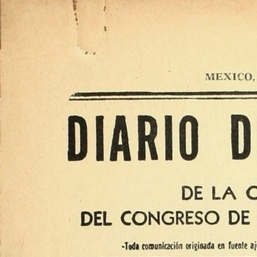 MEXICO,
DIARIO D
DE LA C
DEL CONGRESO DE
-Toda comunicación originada en fuente aj